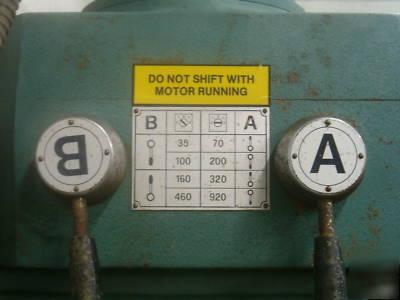 DO NOT SHIFT WITH
MOTOR RUNNING
B A
35 70
100 200
160 320
460 920
B
A